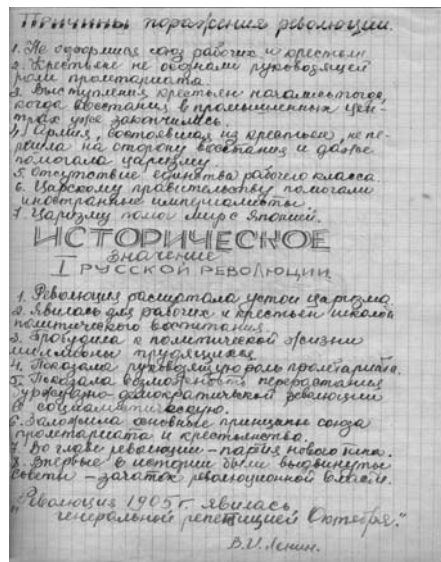 Причины поражения революции.
1. Не оформился союз рабочих и крестьян.
2. Крестьяне не осознали руководящей
роли пролетариата.
3. Выступления крестьян начались тогда,
когда восстания в промышленных цен-
трах уже закончились.
4. Армия, состоявшая из крестьян, не пе-
решла на сторону восстания и даже
помогала царизму.
5. Отсутствие единства рабочего класса.
6. Царскому правительству помогали
иностранные империалисты.
7. Царизму помог мир с Японией.
ИСТОРИЧЕСКОЕ
значение
I РУССКОЙ РЕВОЛЮЦИИ
1. Революция расшатала устои царизма.
2. Явилась для рабочих и крестьян школой
политического воспитания.
3. Пробудила к политической жизни
миллионы трудящихся.
4. Показала руководящую роль пролетариата.
5. Показала возможность перерастания
буржуазно-демократической революции
в социалистическую.
6. Заложила основные принципы союза
пролетариата и крестьянства.
7. Во главе революции - партия нового типа.
8. Впервые в истории были выдвинуты
советы - зачаток революционной власти.
"Революция 1905 г. явилась
генеральной репетицией Октября."
В. И. Ленин.